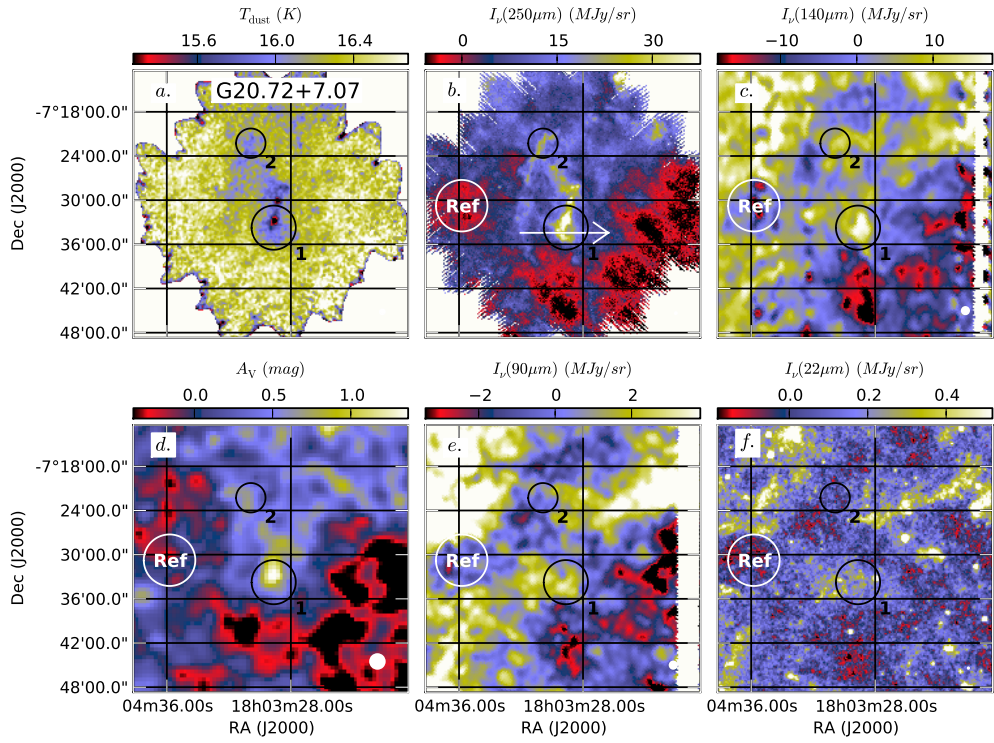 T_dust (K)
15.6 16.0 16.4
a. G20.72+7.07
2
1
-7°18'00.0"
24'00.0"
30'00.0"
36'00.0"
42'00.0"
48'00.0"
Dec (J2000)
I_ν(250μm) (MJy/sr)
0 15 30
b.
2
Ref
1
I_ν(140μm) (MJy/sr)
−10 0 10
c.
2
Ref
1
A_V (mag)
0.0 0.5 1.0
d.
2
Ref
1
-7°18'00.0"
24'00.0"
30'00.0"
36'00.0"
42'00.0"
48'00.0"
Dec (J2000)
04m36.00s 18h03m28.00s
RA (J2000)
I_ν(90μm) (MJy/sr)
−2 0 2
e.
2
Ref
1
04m36.00s 18h03m28.00s
RA (J2000)
I_ν(22μm) (MJy/sr)
0.0 0.2 0.4
f.
2
Ref
1
04m36.00s 18h03m28.00s
RA (J2000)